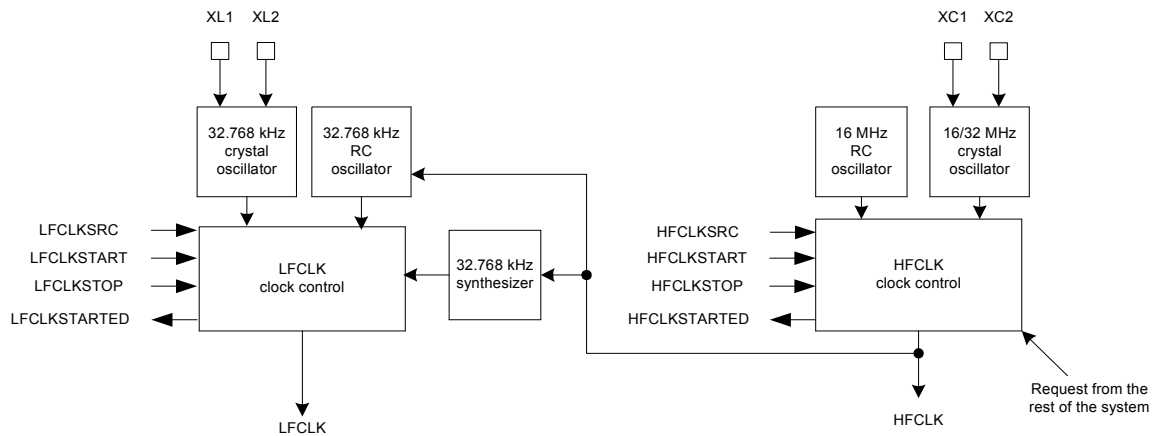 XL1 XL2 XC1 XC2
32.768 kHz
crystal
oscillator
32.768 kHz
RC
oscillator
16 MHz
RC
oscillator
16/32 MHz
crystal
oscillator
LFCLKSRC
LFCLKSTART
LFCLKSTOP
LFCLKSTARTED
LFCLK
clock control
32.768 kHz
synthesizer
HFCLKSRC
HFCLKSTART
HFCLKSTOP
HFCLKSTARTED
HFCLK
clock control
Request from the
rest of the system
LFCLK
HFCLK